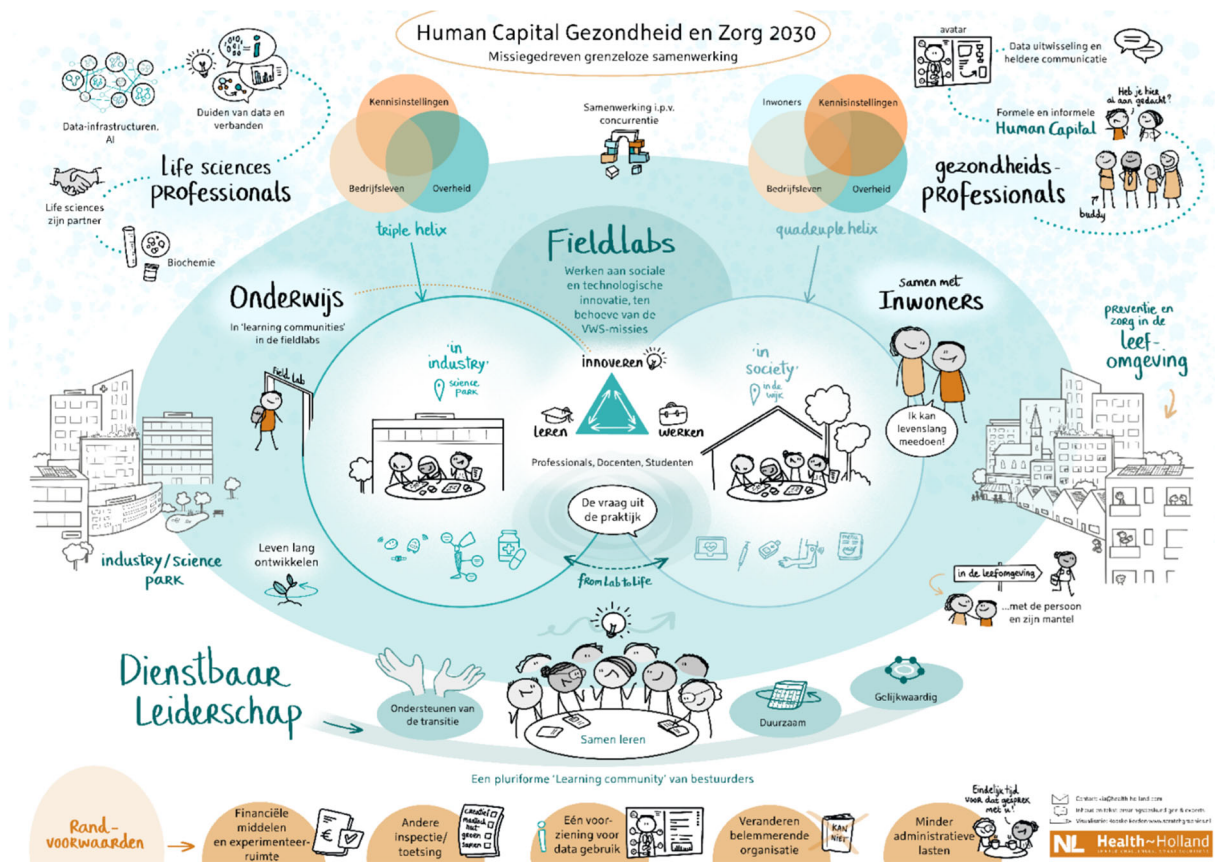 Human Capital Gezondheid en Zorg 2030
Missiegedreven grenzeloze samenwerking
Data-infrastructuren,
AI
Duiden van data en
verbanden
Life sciences
professionals
Life sciences
zijn partner
Biochemie
Kennisinstellingen
Bedrijfsleven
Overheid
triple helix
Samenwerking i.p.v.
concurrentie
Inwoners
Kennisinstellingen
Bedrijfsleven
Overheid
quadruple helix
avatar
Data uitwisseling en
heldere communicatie
Heb je hier
al aan gedacht?
Formele en informele
Human Capital
gezondheids-
professionals
buddy
Fieldlabs
Werken aan sociale
en technologische
innovatie, ten
behoeve van de
VWS-missies
Onderwijs
In 'learning communities'
in de fieldlabs
Field Lab
'in
industry'
science
park
innoveren
leren
werken
Professionals, Docenten, Studenten
De vraag uit
de praktijk
from Lab to Life
'in
society'
in de
wijk
Samen met
Inwoners
Ik kan
levenslang
meedoen!
preventie en
zorg in de
leef-
omgeving
industry/science
park
Leven lang
ontwikkelen
in de leefomgeving
...met de persoon
en zijn mantel
Dienstbaar
Leiderschap
Ondersteunen van
de transitie
Samen leren
Duurzaam
Gelijkwaardig
Een pluriforme 'Learning community' van bestuurders
Rand-
voorwaarden
Financiële
middelen
en experimenteer-
ruimte
Andere
inspectie/
toetsing
creatief
samen
Eén voor-
ziening voor
data gebruik
Veranderen
belemmerende
organisatie
KAN
NIET
Minder
administratieve
lasten
Eindelijk tijd
voor dat gesprek
met u!
NL Health~Holland